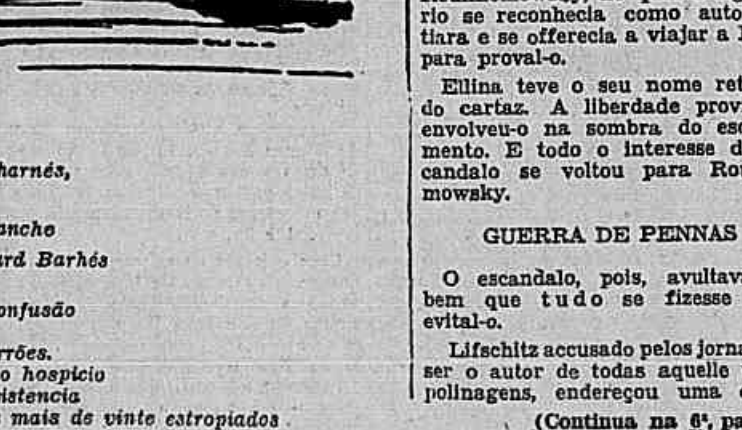 harnés,
anche
ard Barhés
onfusão
rrões.
o hospicio
istencia
mais de vinte estropiados
rio se reconhecia como auto
tiara e se offerecia a viajar a
para proval-o.
Ellina teve o seu nome ret
do cartaz. A liberdade prov
envolveu-o na sombra do es
mento. E todo o interesse d
candalo se voltou para Ro
mowsky.
GUERRA DE PENNAS
O escandalo, pois, avultav
bem que tudo se fizesse
evital-o.
Lifschitz accusado pelos jorna
ser o autor de todas aquelle
polinagens, endereçou uma
(Continua na 6ª, pa